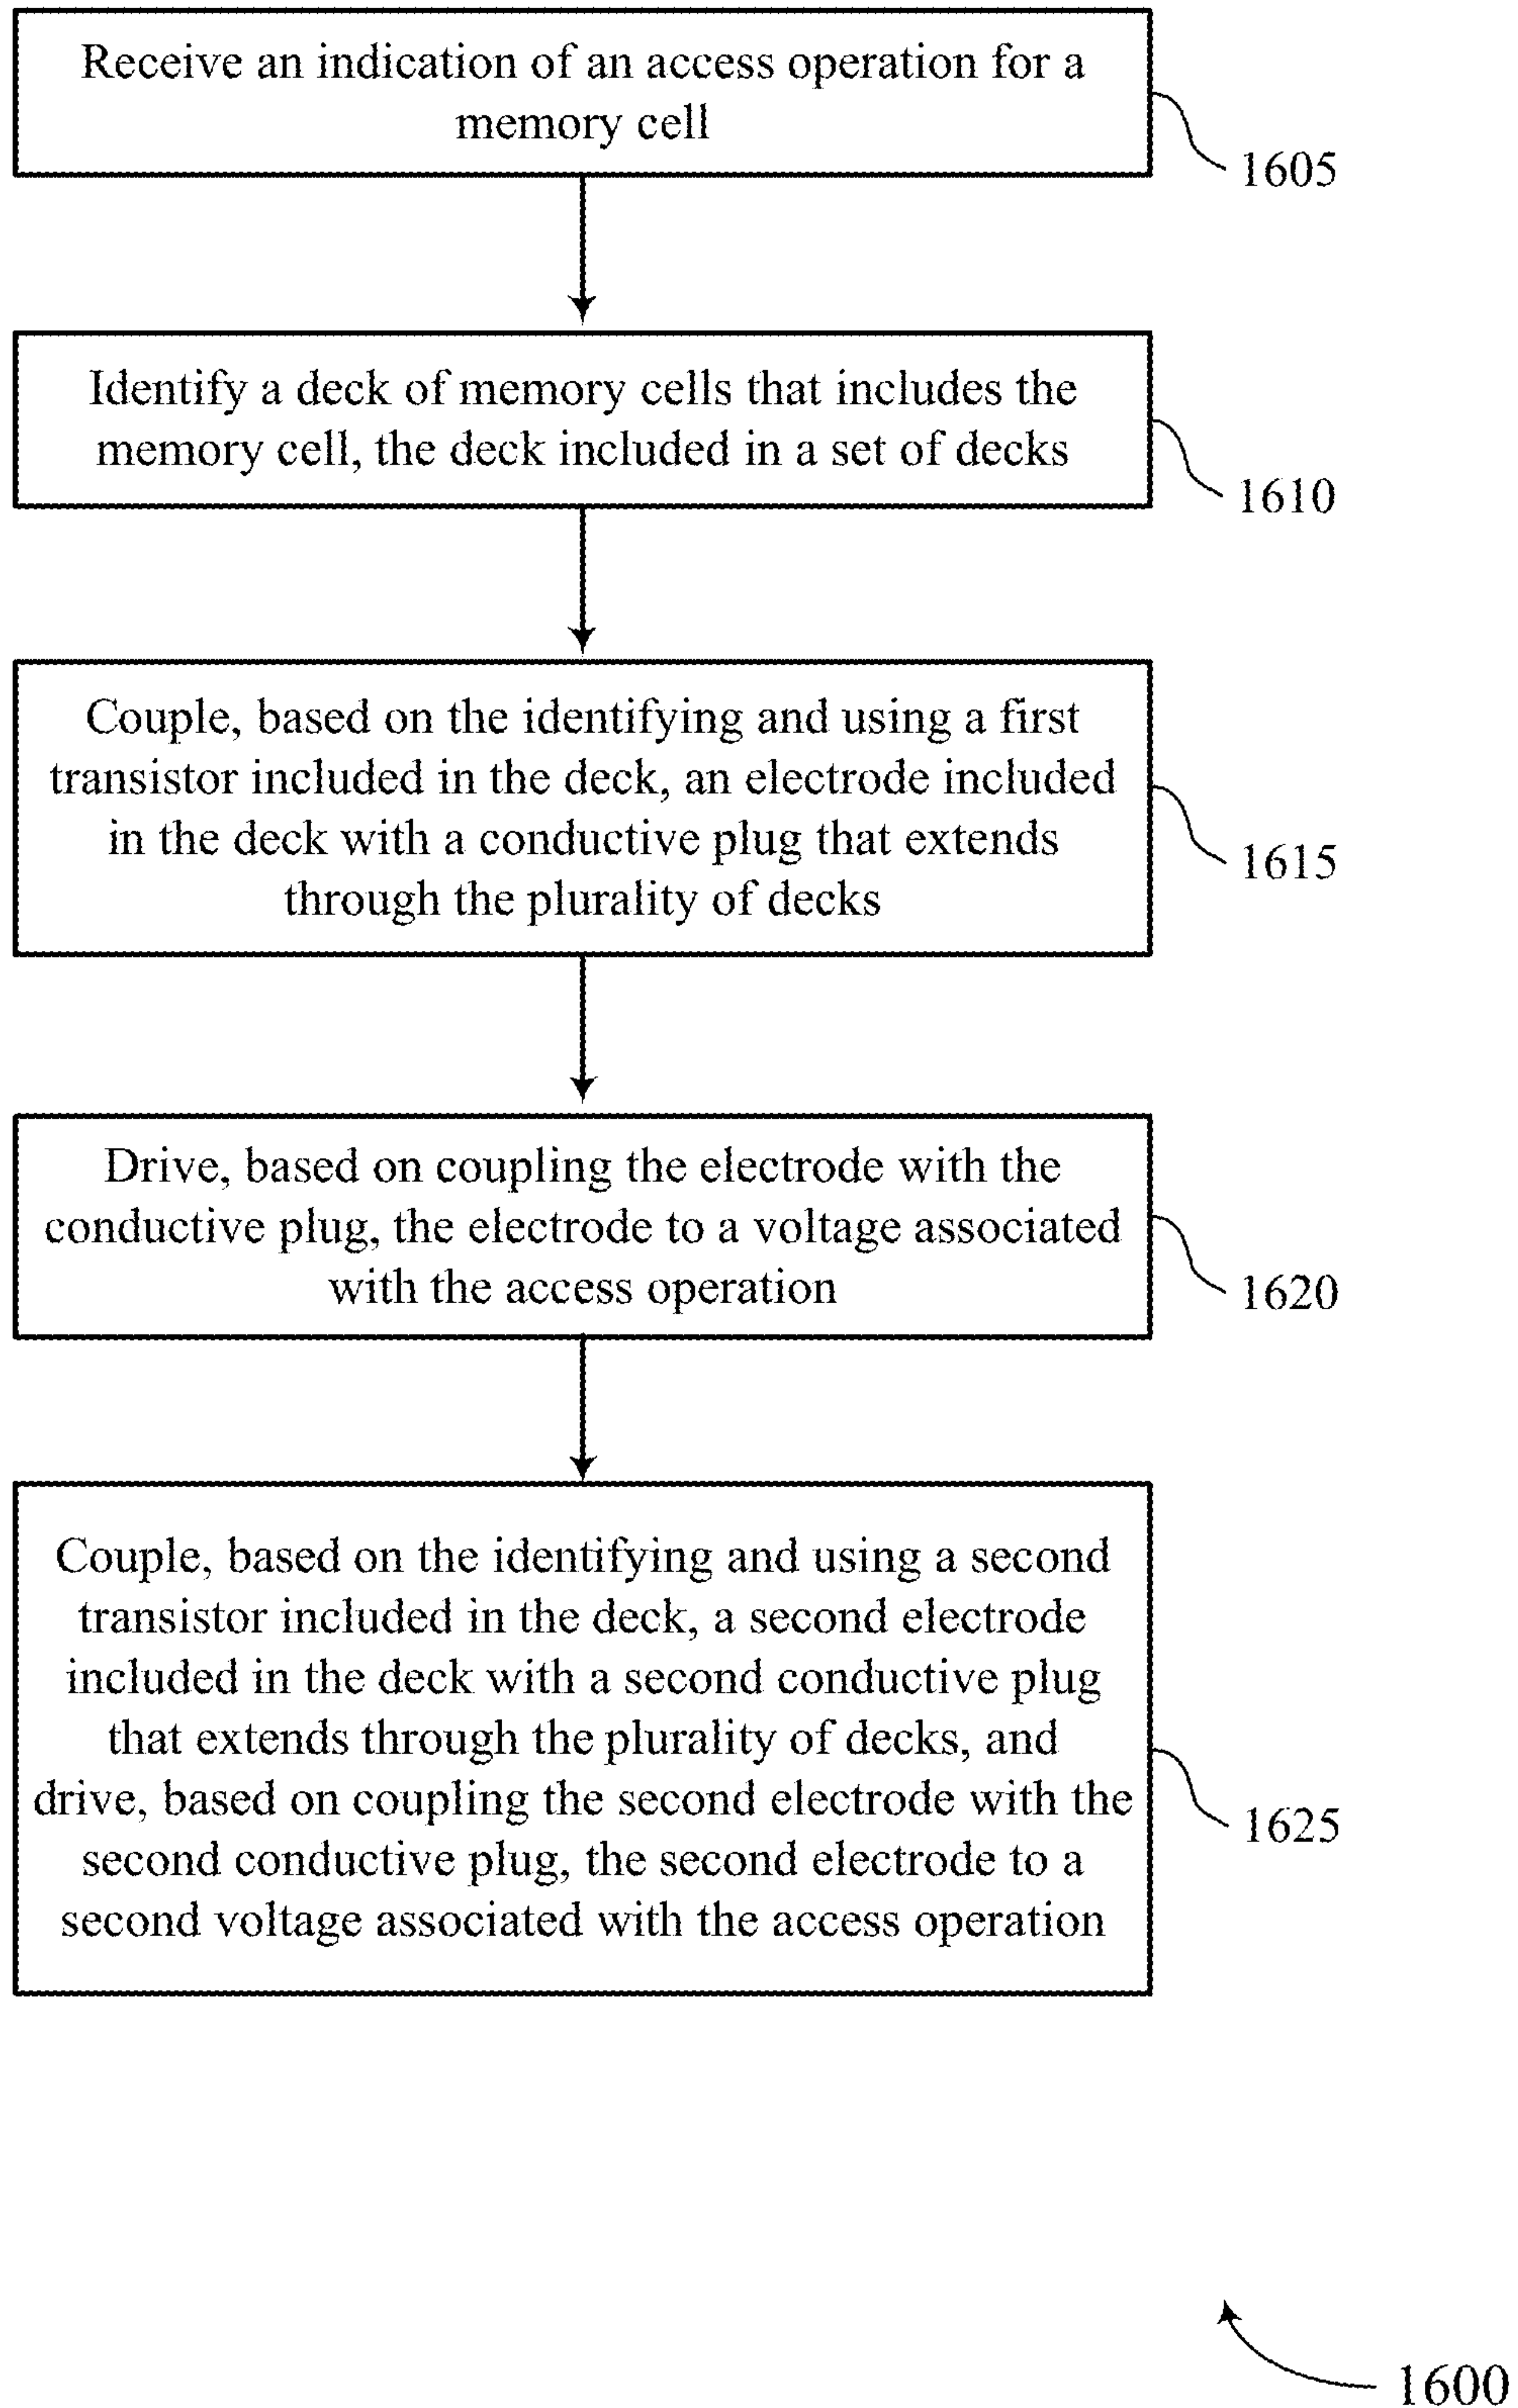 Receive an indication of an access operation for a
memory cell
1605
Identify a deck of memory cells that includes the
memory cell, the deck included in a set of decks
1610
Couple, based on the identifying and using a first
transistor included in the deck, an electrode included
in the deck with a conductive plug that extends
through the plurality of decks
1615
Drive, based on coupling the electrode with the
conductive plug, the electrode to a voltage associated
with the access operation
1620
Couple, based on the identifying and using a second
transistor included in the deck, a second electrode
included in the deck with a second conductive plug
that extends through the plurality of decks, and
drive, based on coupling the second electrode with the
second conductive plug, the second electrode to a
second voltage associated with the access operation
1625
1600